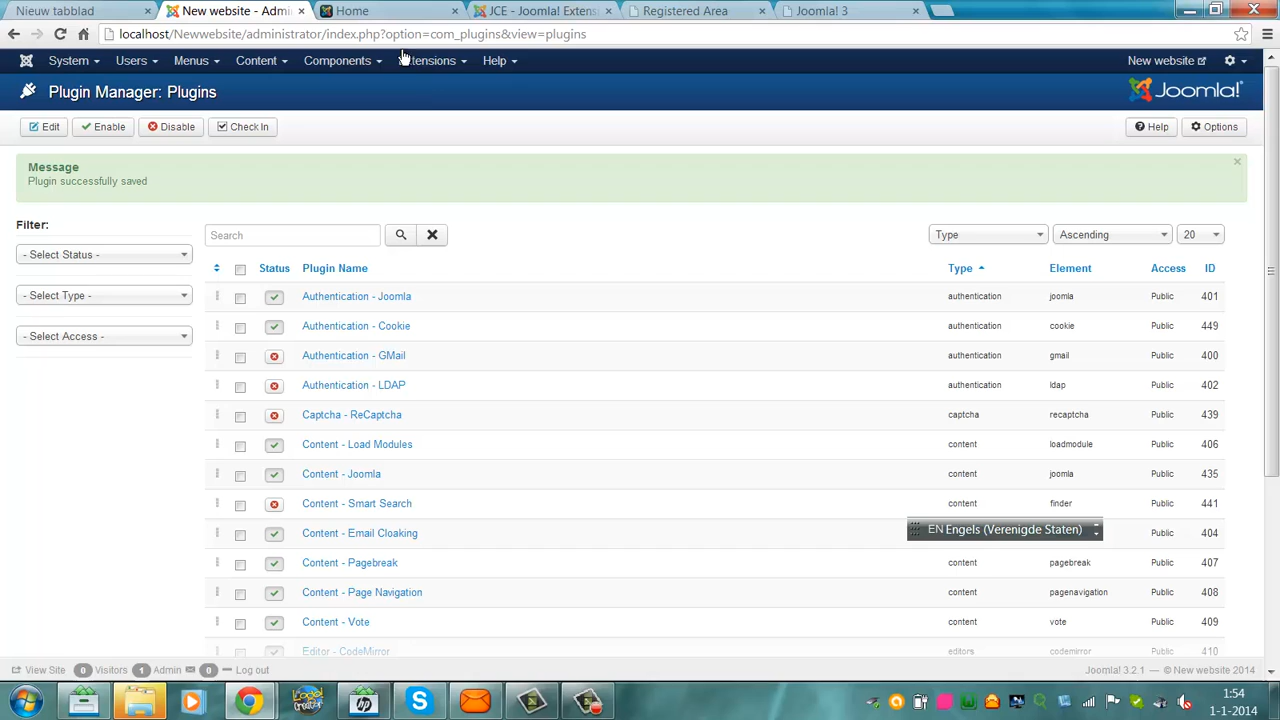 Nieuw tabblad
New website - Admi
Home
JCE - Joomla! Extens
Registered Area
Joomla! 3
localhost/Newwebsite/administrator/index.php?option=com_plugins&view=plugins
System
Users
Menus
Content
Components
tensions
Help
New website
Plugin Manager: Plugins
Joomla!
Edit
Enable
Disable
Check In
Help
Options
Message
Plugin successfully saved
Filter:
- Select Status -
- Select Type -
- Select Access -
Search
Type
Ascending
20
Status Plugin Name Type Element Access ID
Authentication - Joomla authentication joomla Public 401
Authentication - Cookie authentication cookie Public 449
Authentication - GMail authentication gmail Public 400
Authentication - LDAP authentication ldap Public 402
Captcha - ReCaptcha captcha recaptcha Public 439
Content - Load Modules content loadmodule Public 406
Content - Joomla content joomla Public 435
Content - Smart Search content finder Public 441
EN Engels (Verenigde Staten)
Content - Email Cloaking Public 404
Content - Pagebreak content pagebreak Public 407
Content - Page Navigation content pagenavigation Public 408
Content - Vote content vote Public 409
Editor - CodeMirror editors codemirror Public 410
View Site 0 Visitors 1 Admin 0 Log out
Joomla! 3.2.1 — © New website 2014
hp
1:54
1-1-2014